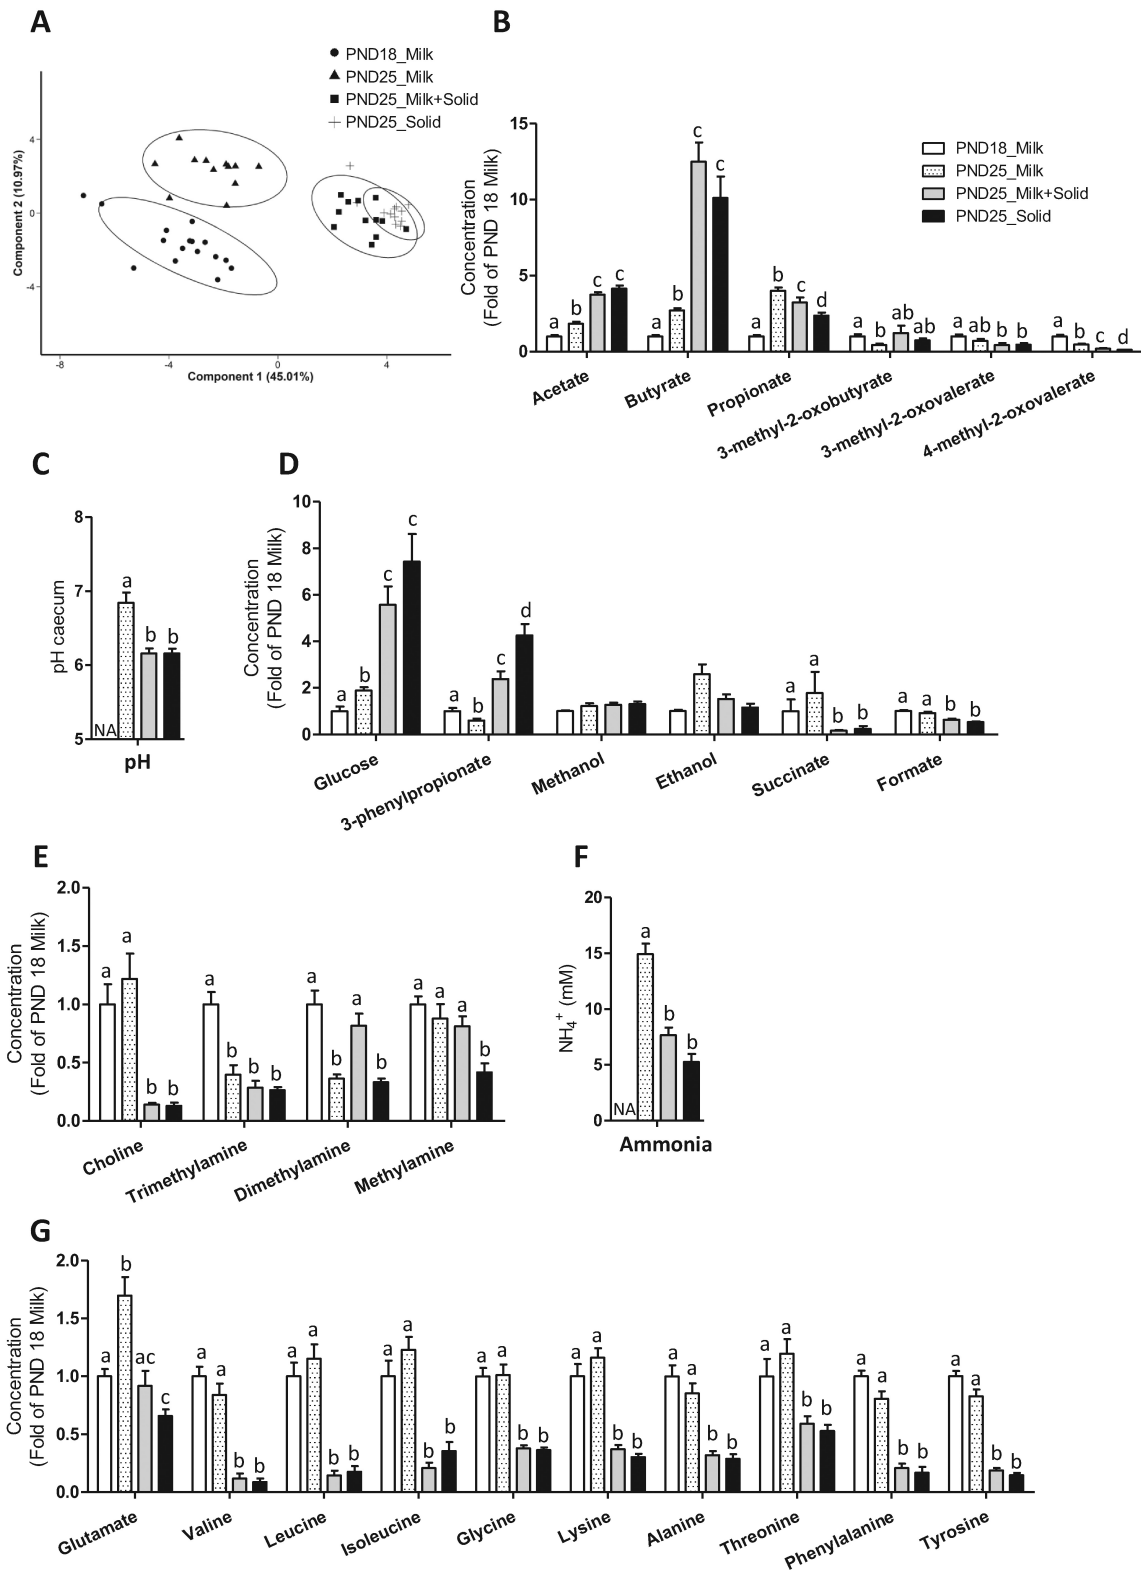 A
PND18_Milk
PND25_Milk
PND25_Milk+Solid
PND25_Solid
Component 2 (10.97%)
4
0
-4
-8
-4
0
4
Component 1 (45.01%)
B
Concentration
(Fold of PND 18 Milk)
15
10
5
0
PND18_Milk
PND25_Milk
PND25_Milk+Solid
PND25_Solid
a b c c
a b c c
a b c d
a b ab ab
a ab b b
a b c d
Acetate
Butyrate
Propionate
3-methyl-2-oxobutyrate
3-methyl-2-oxovalerate
4-methyl-2-oxovalerate
C
pH caecum
8
7
6
5
NA
a b b
pH
D
Concentration
(Fold of PND 18 Milk)
10
8
6
4
2
0
a b c c
a b c d
a a b b
a a b b
Glucose
3-phenylpropionate
Methanol
Ethanol
Succinate
Formate
E
Concentration
(Fold of PND 18 Milk)
2.0
1.5
1.0
0.5
0.0
a a b b
a b b b
a b a b
a a a b
Choline
Trimethylamine
Dimethylamine
Methylamine
F
NH4+ (mM)
20
15
10
5
0
NA
a b b
Ammonia
G
Concentration
(Fold of PND 18 Milk)
2.0
1.5
1.0
0.5
0.0
a b ac c
a a b b
a a b b
a a b b
a a b b
a a b b
a a b b
a a b b
a a b b
a a b b
Glutamate
Valine
Leucine
Isoleucine
Glycine
Lysine
Alanine
Threonine
Phenylalanine
Tyrosine